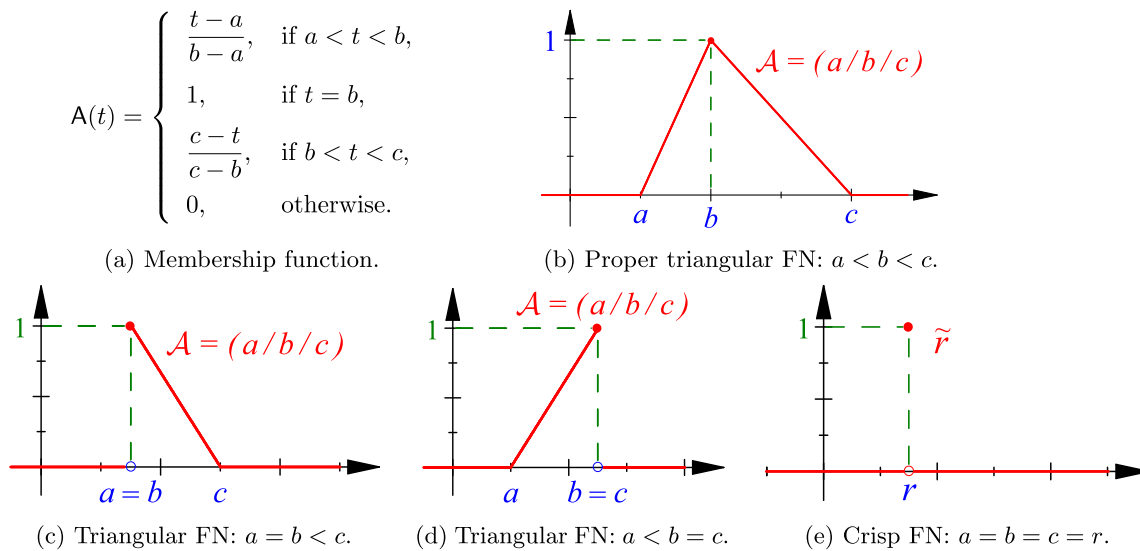 A(t) = { (t − a)/(b − a), if a < t < b,
1, if t = b,
(c − t)/(c − b), if b < t < c,
0, otherwise.
(a) Membership function.
1
𝒜 = (a/b/c)
a b c
(b) Proper triangular FN: a < b < c.
1
𝒜 = (a/b/c)
a = b c
(c) Triangular FN: a = b < c.
𝒜 = (a/b/c)
1
a b = c
(d) Triangular FN: a < b = c.
1
r̃
r
(e) Crisp FN: a = b = c = r.